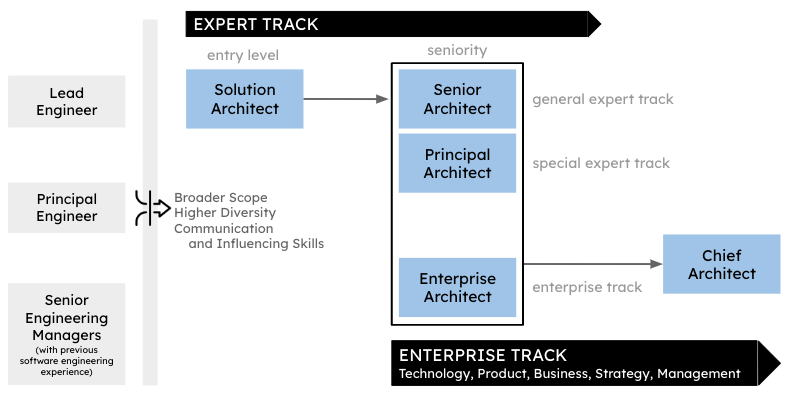 EXPERT TRACK
entry level
seniority
Lead
Engineer
Solution
Architect
Senior
Architect
general expert track
Principal
Architect
special expert track
Principal
Engineer
Broader Scope
Higher Diversity
Communication
and Influencing Skills
Chief
Architect
Enterprise
Architect
enterprise track
Senior
Engineering
Managers
(with previous
software engineering
experience)
ENTERPRISE TRACK
Technology, Product, Business, Strategy, Management